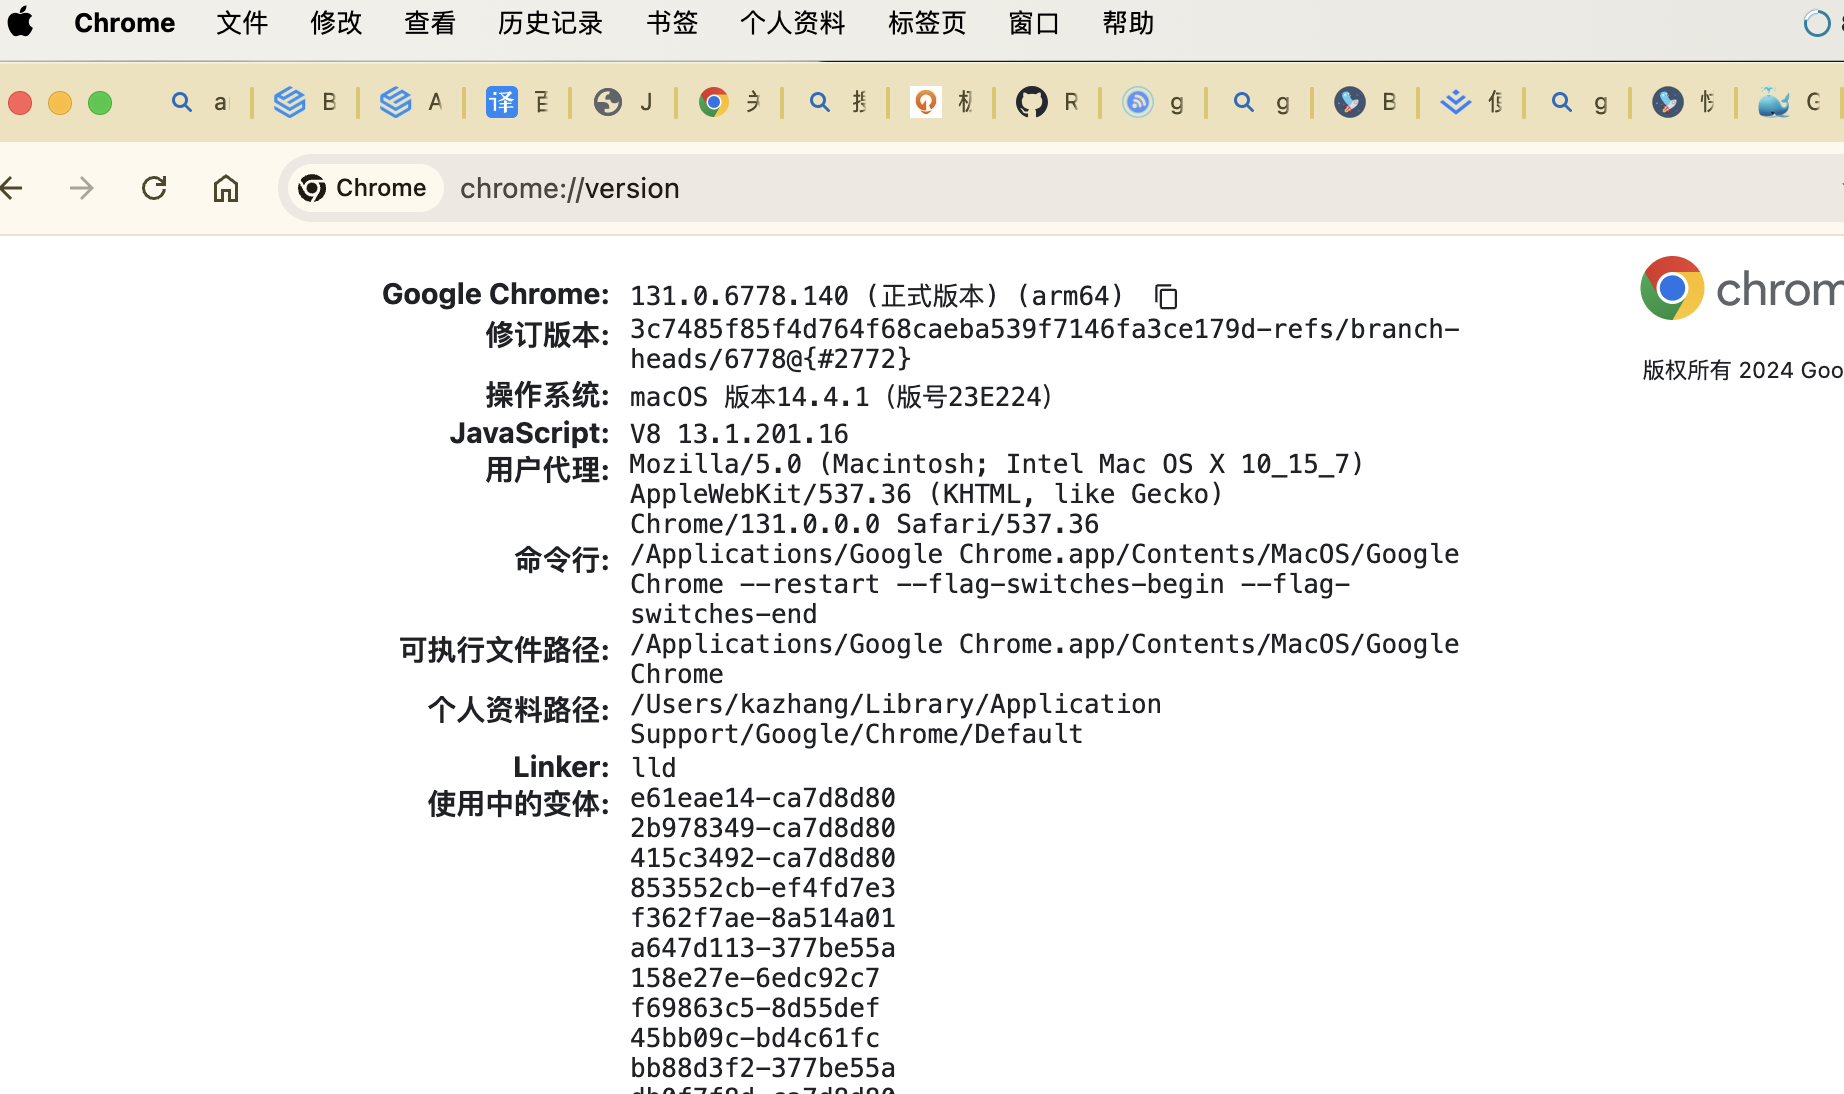 Chrome 文件 修改 查看 历史记录 书签 个人资料 标签页 窗口 帮助
a B A 译 J R g g B g G
Chrome chrome://version
Google Chrome: 131.0.6778.140 (正式版本) (arm64)
chrom
修订版本: 3c7485f85f4d764f68caeba539f7146fa3ce179d-refs/branch-
heads/6778@{#2772}
版权所有 2024 Goo
操作系统: macOS 版本14.4.1 (版号23E224)
JavaScript: V8 13.1.201.16
用户代理: Mozilla/5.0 (Macintosh; Intel Mac OS X 10_15_7)
AppleWebKit/537.36 (KHTML, like Gecko)
Chrome/131.0.0.0 Safari/537.36
命令行: /Applications/Google Chrome.app/Contents/MacOS/Google
Chrome --restart --flag-switches-begin --flag-
switches-end
可执行文件路径: /Applications/Google Chrome.app/Contents/MacOS/Google
Chrome
个人资料路径: /Users/kazhang/Library/Application
Support/Google/Chrome/Default
Linker: lld
使用中的变体: e61eae14-ca7d8d80
2b978349-ca7d8d80
415c3492-ca7d8d80
853552cb-ef4fd7e3
f362f7ae-8a514a01
a647d113-377be55a
158e27e-6edc92c7
f69863c5-8d55def
45bb09c-bd4c61fc
bb88d3f2-377be55a